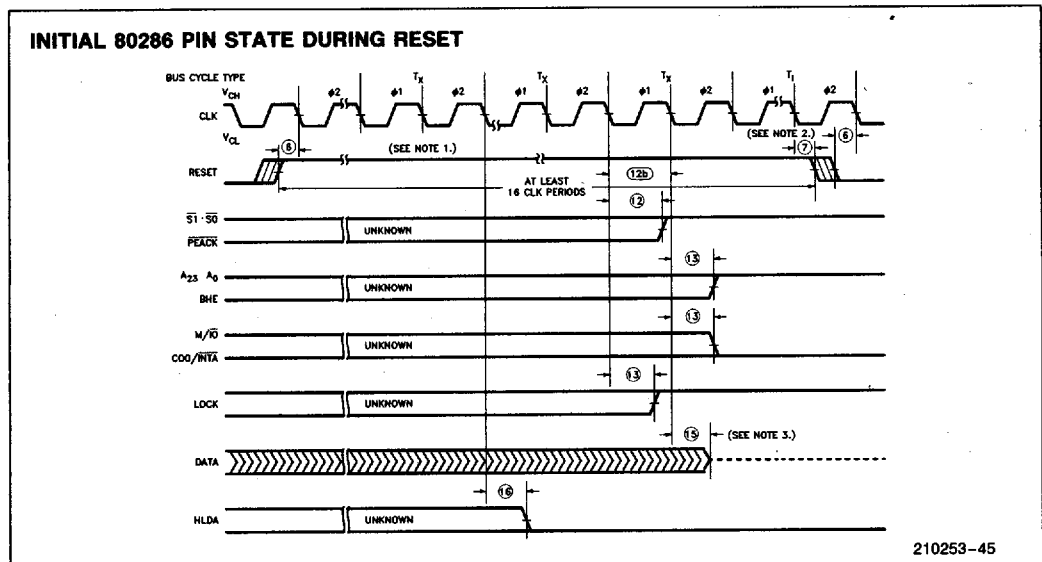 INITIAL 80286 PIN STATE DURING RESET
BUS CYCLE TYPE
TX TX TX TI
VCH φ2 φ1 φ2 φ1 φ2 φ1 φ2 φ1 φ2
CLK
VCL
(SEE NOTE 1.) (SEE NOTE 2.)
6 7 6
RESET
AT LEAST
16 CLK PERIODS
12b
12
S1·S0
UNKNOWN
PEACK
13
A23 A0
UNKNOWN
BHE
13
M/IO
UNKNOWN
COD/INTA
13
LOCK UNKNOWN
15 (SEE NOTE 3.)
DATA
16
HLDA UNKNOWN
210253–45